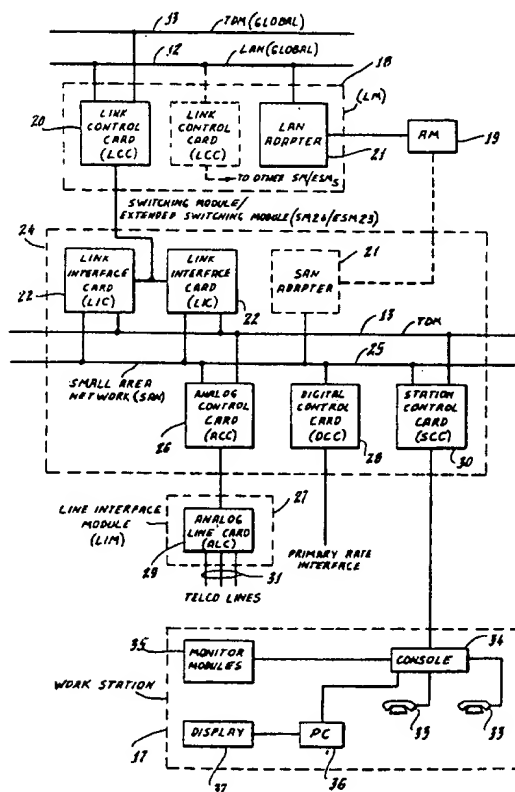 13
TDM (GLOBAL)
12
LAN (GLOBAL)
18
(LM)
20
LINK
CONTROL
CARD
(LCC)
LINK
CONTROL
CARD
(LCC)
LAN
ADAPTER
21
AM
19
TO OTHER SM/ESMs
SWITCHING MODULE/
EXTENDED SWITCHING MODULE (SM26/ESM23)
24
LINK
INTERFACE
CARD
(LIC)
22
LINK
INTERFACE
CARD
(LIC)
22
21
SAN
ADAPTER
13
TDM
25
SMALL AREA
NETWORK (SAN)
ANALOG
CONTROL
CARD
(ACC)
26
DIGITAL
CONTROL
CARD
(DCC)
28
STATION
CONTROL
CARD
(SCC)
30
27
LINE INTERFACE
MODULE
(LIM)
ANALOG
LINE CARD
(ALC)
29
31
TELCO LINES
PRIMARY RATE
INTERFACE
35
MONITOR
MODULES
34
CONSOLE
WORK STATION
33
33
DISPLAY
PC
17
37
36